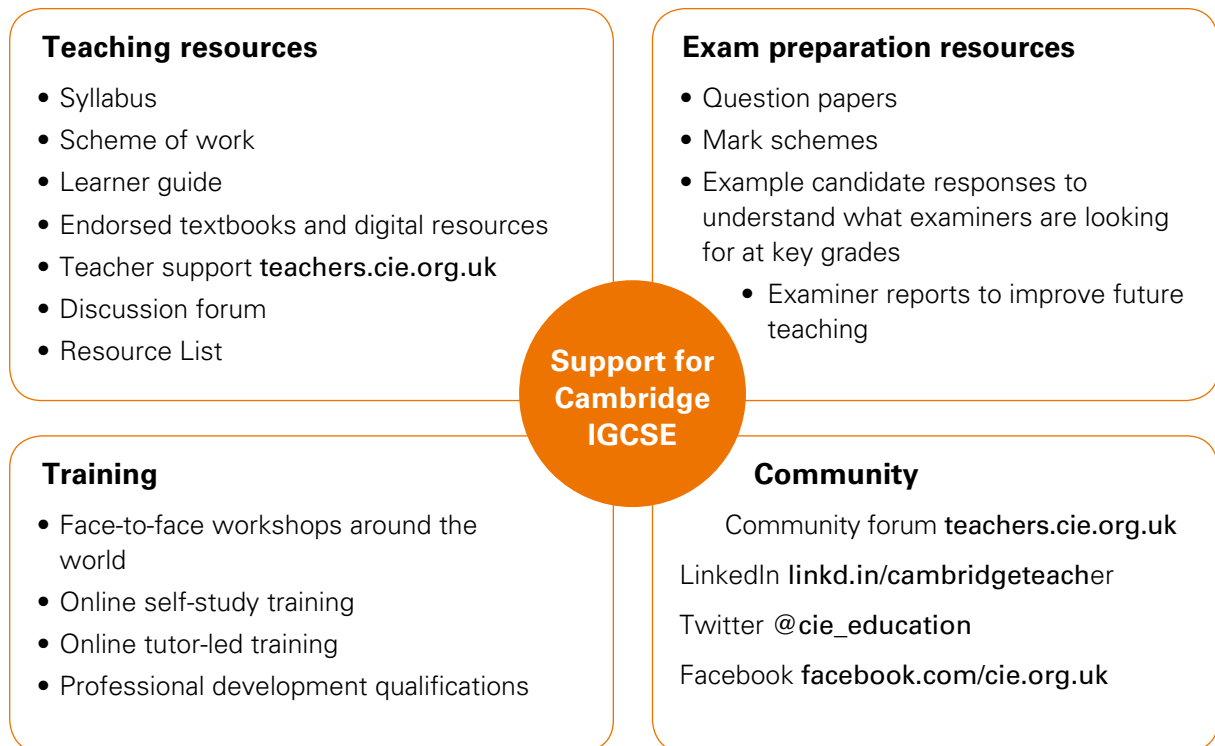 Teaching resources
• Syllabus
• Scheme of work
• Learner guide
• Endorsed textbooks and digital resources
• Teacher support teachers.cie.org.uk
• Discussion forum
• Resource List
Exam preparation resources
• Question papers
• Mark schemes
• Example candidate responses to
understand what examiners are looking
for at key grades
• Examiner reports to improve future
teaching
Support for
Cambridge
IGCSE
Training
• Face-to-face workshops around the
world
• Online self-study training
• Online tutor-led training
• Professional development qualifications
Community
Community forum teachers.cie.org.uk
LinkedIn linkd.in/cambridgeteacher
Twitter @cie_education
Facebook facebook.com/cie.org.uk